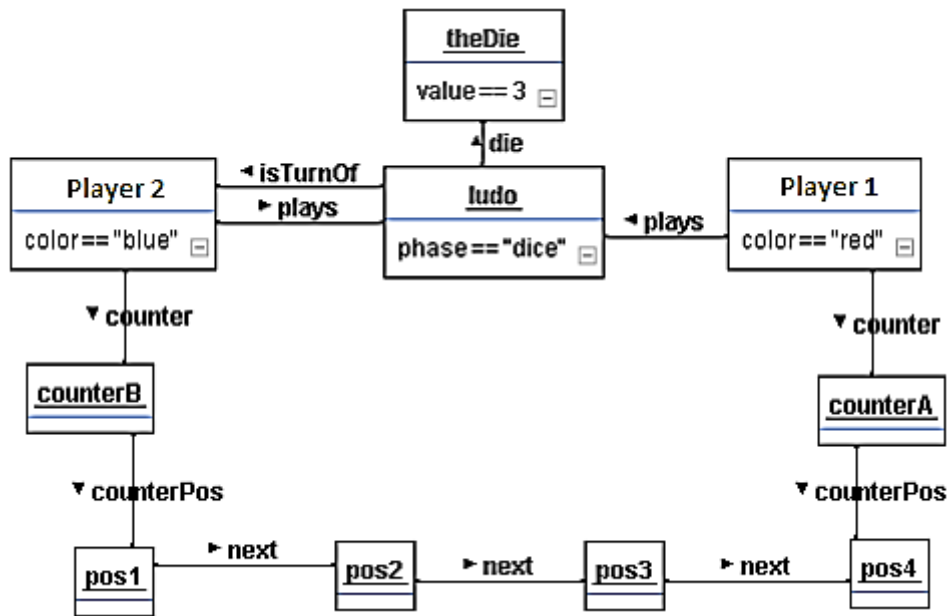 theDie
value==3
die
isTurnOf
Player 2
color=="blue"
plays
ludo
phase=="dice"
plays
Player 1
color=="red"
counter
counter
counterB
counterA
counterPos
counterPos
next
next
next
pos1
pos2
pos3
pos4